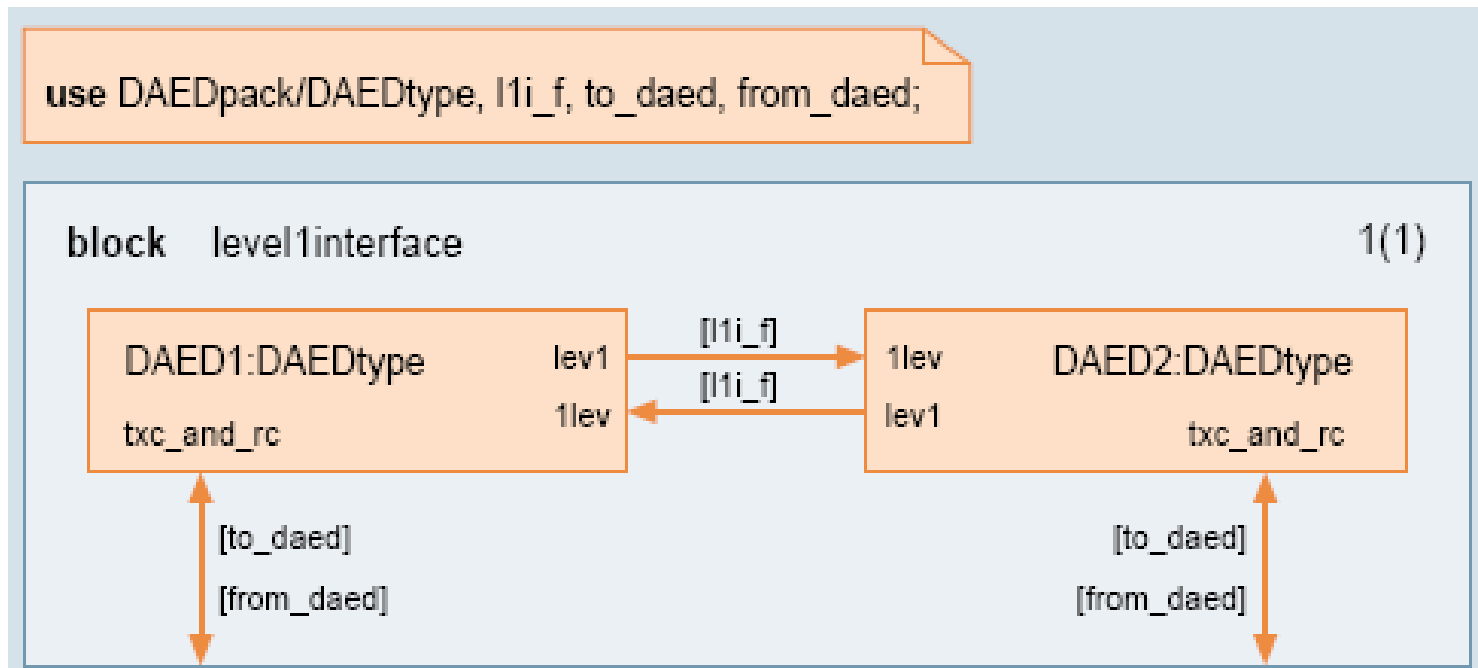 use DAEDpack/DAEDtype, l1i_f, to_daed, from_daed;
block level1interface 1(1)
[l1i_f]
DAED1:DAEDtype lev1 1lev DAED2:DAEDtype
[l1i_f]
1lev lev1
txc_and_rc txc_and_rc
[to_daed] [to_daed]
[from_daed] [from_daed]